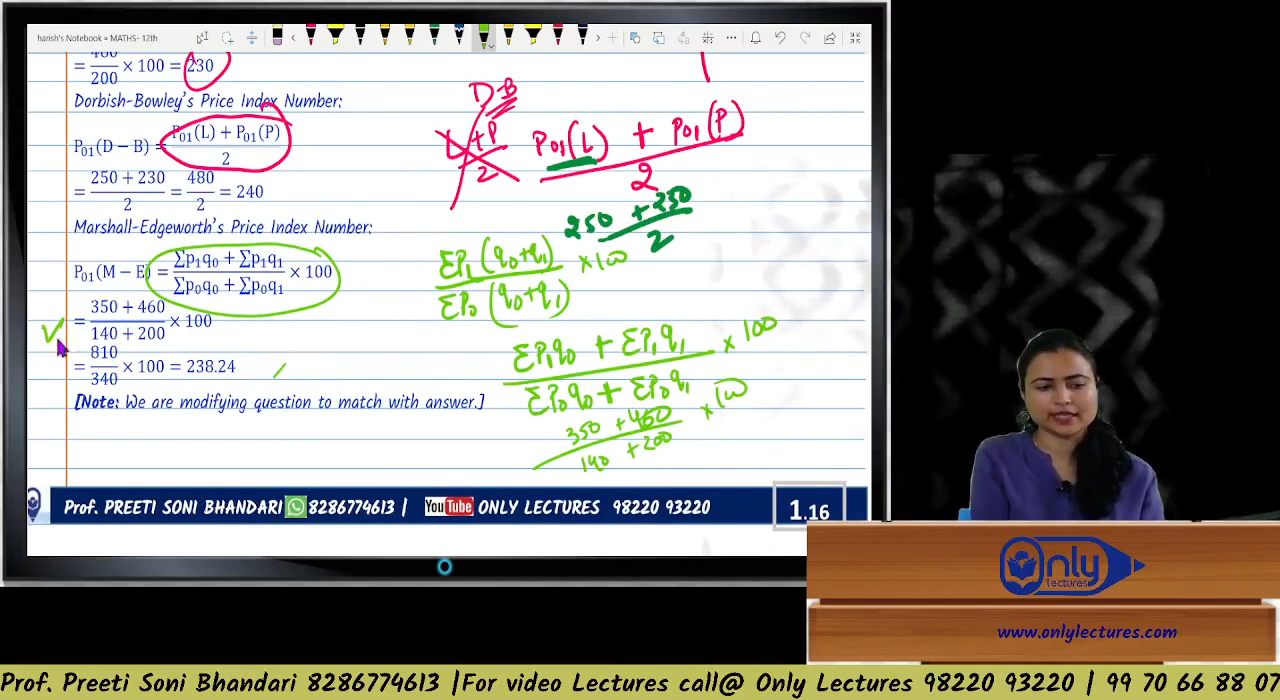 harish's Notebook » MATHS- 12th
= 460/200 × 100 = 230
Dorbish-Bowley's Price Index Number:
P₀₁(D − B) = P₀₁(L) + P₀₁(P) / 2
= 250 + 230 / 2 = 480 / 2 = 240
Marshall-Edgeworth's Price Index Number:
P₀₁(M − E) = ∑p₁q₀ + ∑p₁q₁ / ∑p₀q₀ + ∑p₀q₁ × 100
= 350 + 460 / 140 + 200 × 100
= 810 / 340 × 100 = 238.24
[Note: We are modifying question to match with answer.]
D B
L + P / 2
P₀₁(L) + P₀₁(P) / 2
250 + 230 / 2
ΣP₁(q₀+q₁) / ΣP₀(q₀+q₁) × 100
ΣP₁q₀ + ΣP₁q₁ / ΣP₀q₀ + ΣP₀q₁ × 100
350 + 460 / 140 + 200 × 100
Prof. PREETI SONI BHANDARI 8286774613 | YouTube ONLY LECTURES 98220 93220
1.16
Only
lectures
www.onlylectures.com
Prof. Preeti Soni Bhandari 8286774613 |For video Lectures call@ Only Lectures 98220 93220 | 99 70 66 88 07